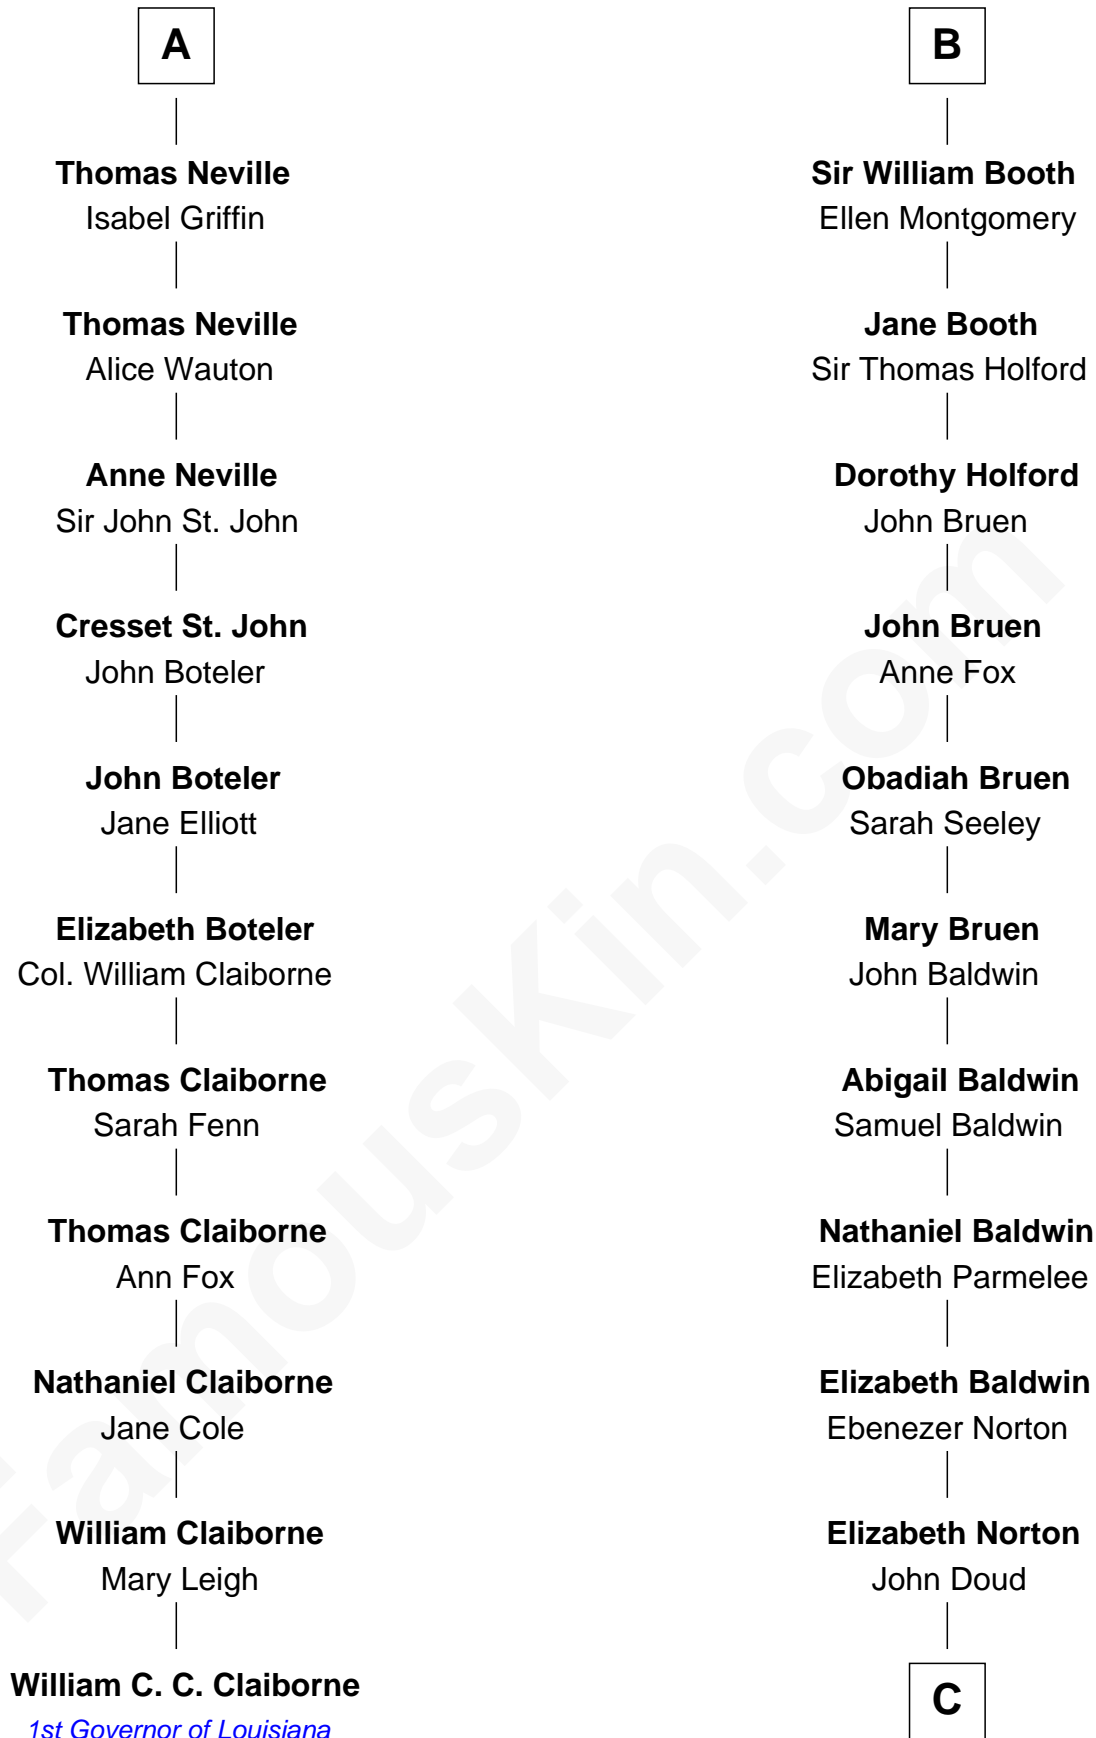 A
Thomas Neville
Isabel Griffin
Thomas Neville
Alice Wauton
Anne Neville
Sir John St. John
Cresset St. John
John Boteler
John Boteler
Jane Elliott
Elizabeth Boteler
Col. William Claiborne
Thomas Claiborne
Sarah Fenn
Thomas Claiborne
Ann Fox
Nathaniel Claiborne
Jane Cole
William Claiborne
Mary Leigh
William C. C. Claiborne
1st Governor of Louisiana
B
Sir William Booth
Ellen Montgomery
Jane Booth
Sir Thomas Holford
Dorothy Holford
John Bruen
John Bruen
Anne Fox
Obadiah Bruen
Sarah Seeley
Mary Bruen
John Baldwin
Abigail Baldwin
Samuel Baldwin
Nathaniel Baldwin
Elizabeth Parmelee
Elizabeth Baldwin
Ebenezer Norton
Elizabeth Norton
John Doud
C
FamousKin.com